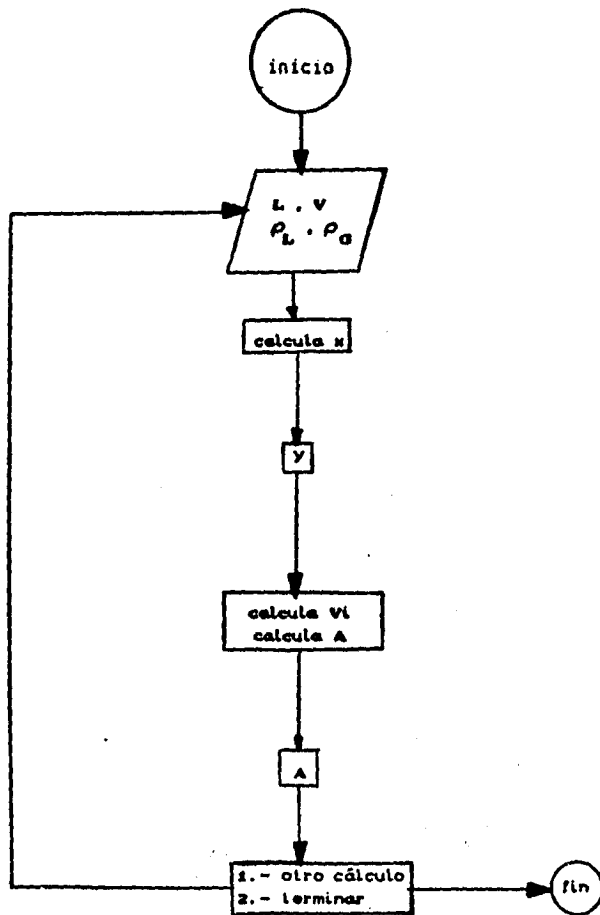 inicio
L , V
ρL , ρG
calcula x
y
calcula Vi
calcula A
A
1.- otro cálculo
2.- terminar
fin